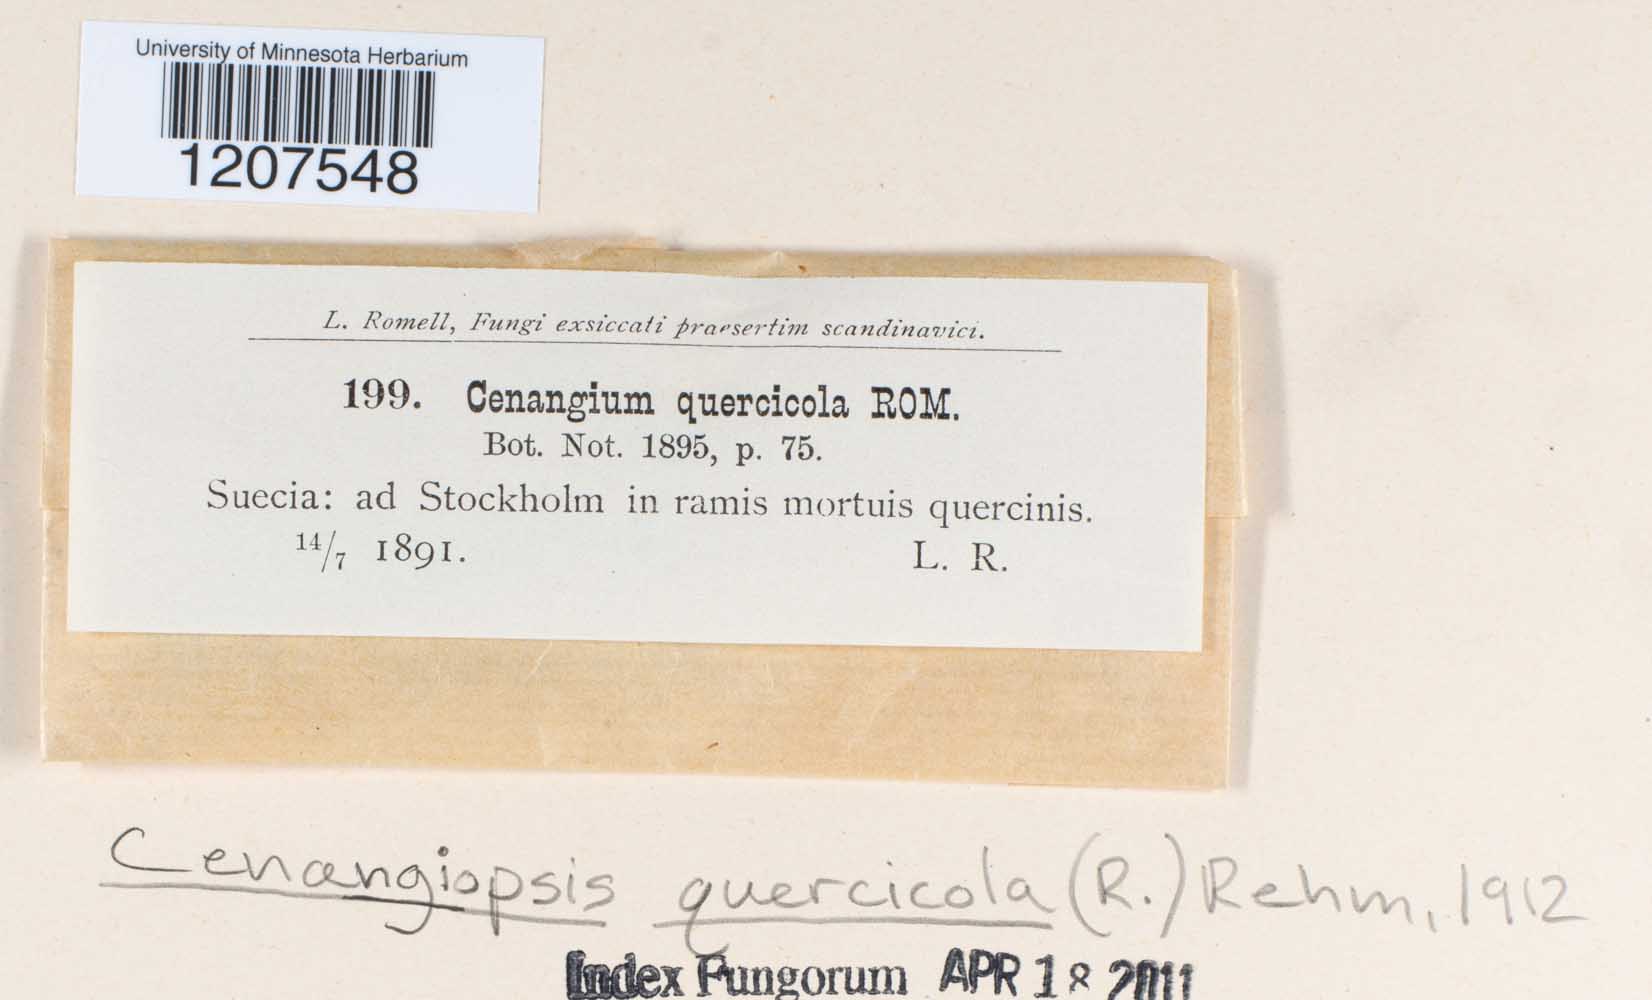 University of Minnesota Herbarium
1207548
L. Romell, Fungi exsiccati praesertim scandinavici.
199. Cenangium quercicola ROM.
Bot. Not. 1895, p. 75.
Suecia: ad Stockholm in ramis mortuis quercinis.
14/7 1891. L. R.
Cenangiopsis quercicola (R.) Rehm, 1912
Index Fungorum APR 18 2011